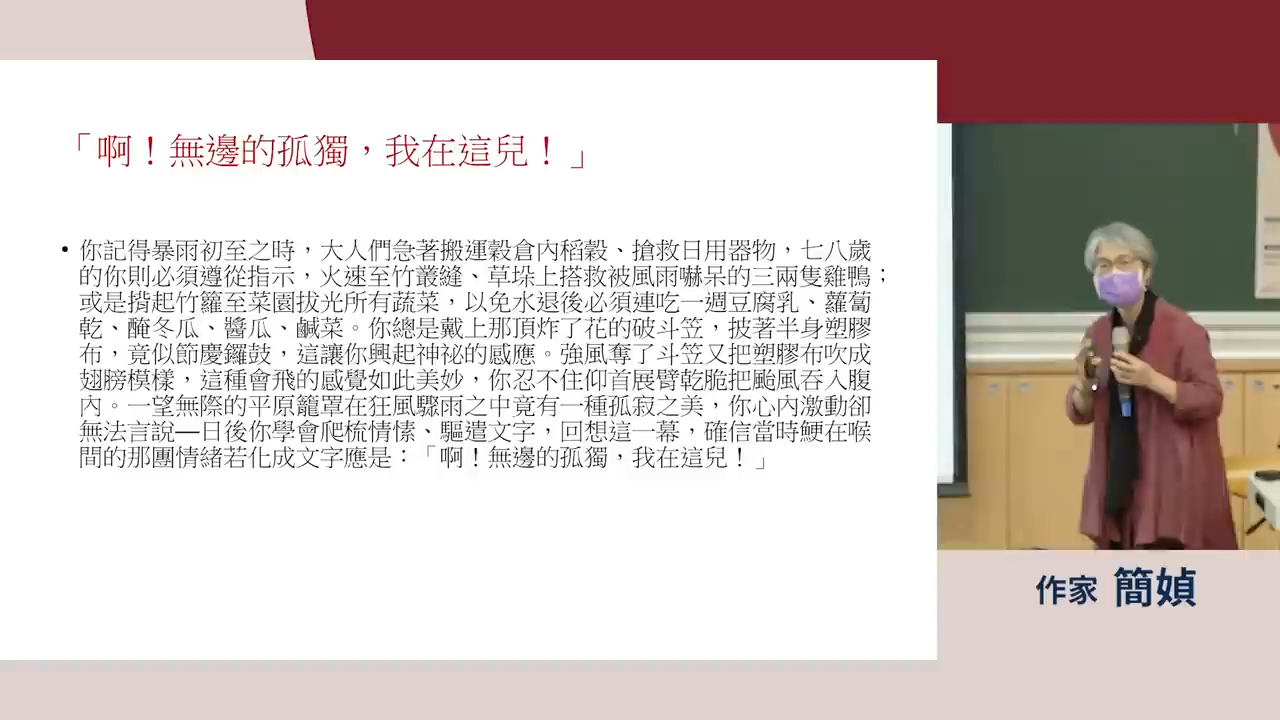 「啊！無邊的孤獨，我在這兒！」
• 你記得暴雨初至之時，大人們急著搬運穀倉內稻穀、搶救日用器物，七八歲
的你則必須遵從指示，火速至竹叢縫、草垛上搭救被風雨嚇呆的三兩隻雞鴨；
或是揹起竹籮至菜園拔光所有蔬菜，以免水退後必須連吃一週豆腐乳、蘿蔔
乾、醃冬瓜、醬瓜、鹹菜。你總是戴上那頂炸了花的破斗笠，披著半身塑膠
布，竟似節慶鑼鼓，這讓你興起神祕的感應。強風奪了斗笠又把塑膠布吹成
翅膀模樣，這種會飛的感覺如此美妙，你忍不住仰首展臂乾脆把颱風吞入腹
內。一望無際的平原籠罩在狂風驟雨之中竟有一種孤寂之美，你心內激動卻
無法言說—日後你學會爬梳情愫、驅遣文字，回想這一幕，確信當時鯁在喉
間的那團情緒若化成文字應是：「啊！無邊的孤獨，我在這兒！」
作家 簡媜